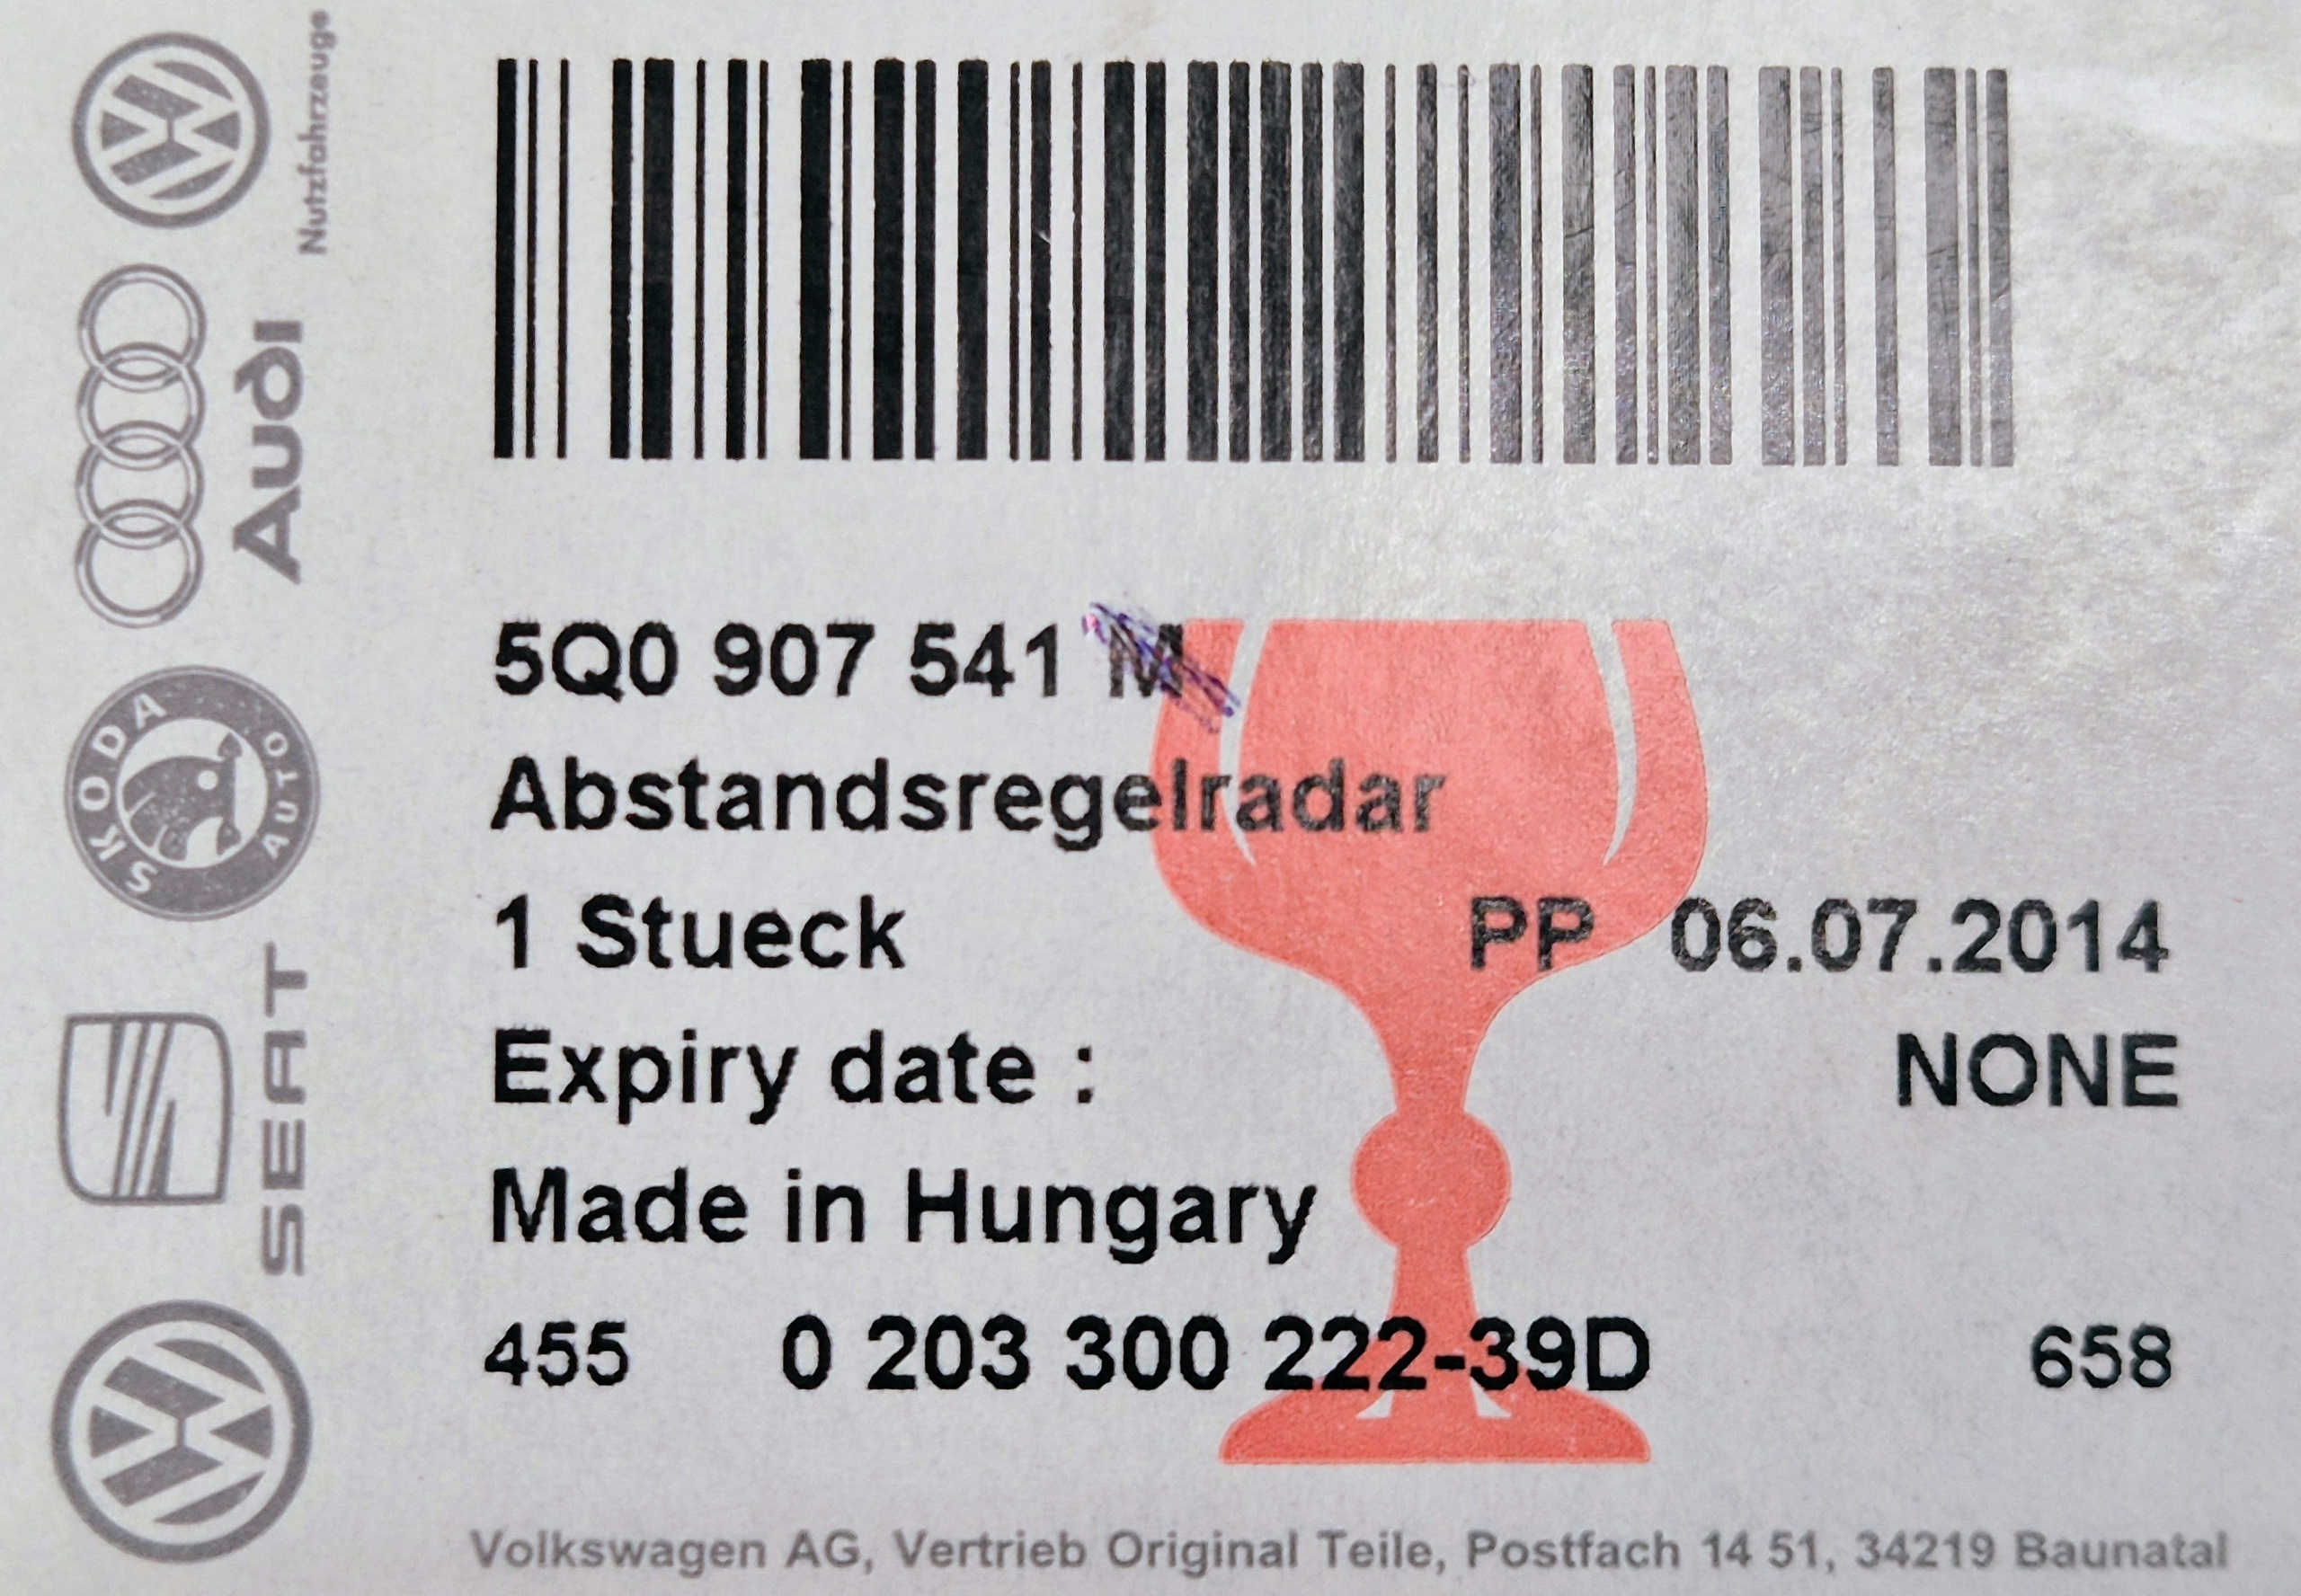 Nutzfahrzeuge
Audi
SKODA
AUTO
SEAT
5Q0 907 541 M
Abstandsregelradar
1 Stueck PP 06.07.2014
Expiry date : NONE
Made in Hungary
455 0 203 300 222-39D 658
Volkswagen AG, Vertrieb Original Teile, Postfach 14 51, 34219 Baunatal